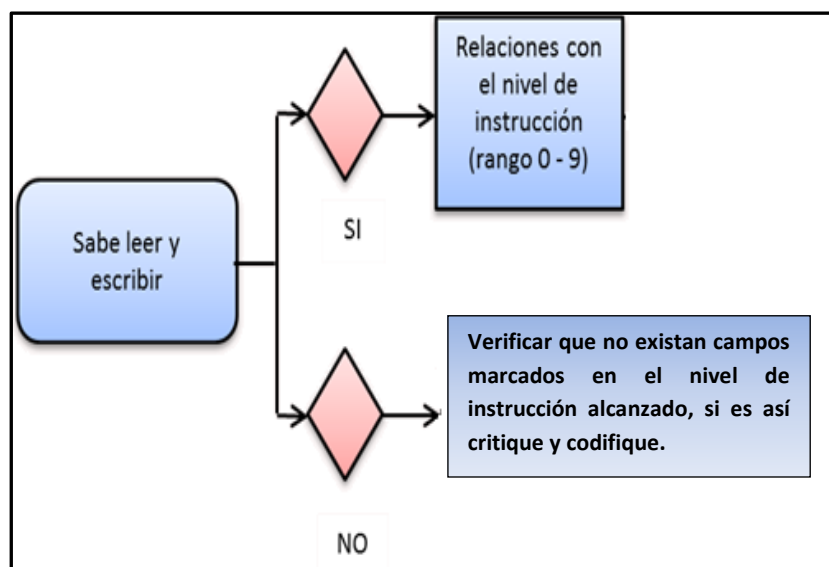 Relaciones con
el nivel de
instrucción
(rango 0 - 9)
SI
Sabe leer y
escribir
Verificar que no existan campos
marcados en el nivel de
instrucción alcanzado, si es así
critique y codifique.
NO